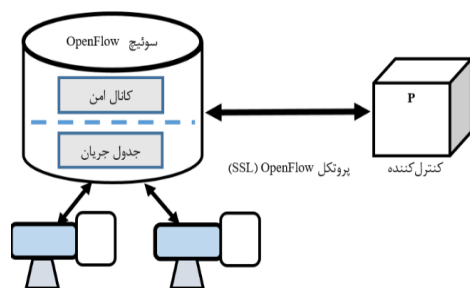 سوئیچ OpenFlow
کانال امن
جدول جریان
P
کنترل‌کننده
پروتکل OpenFlow (SSL)